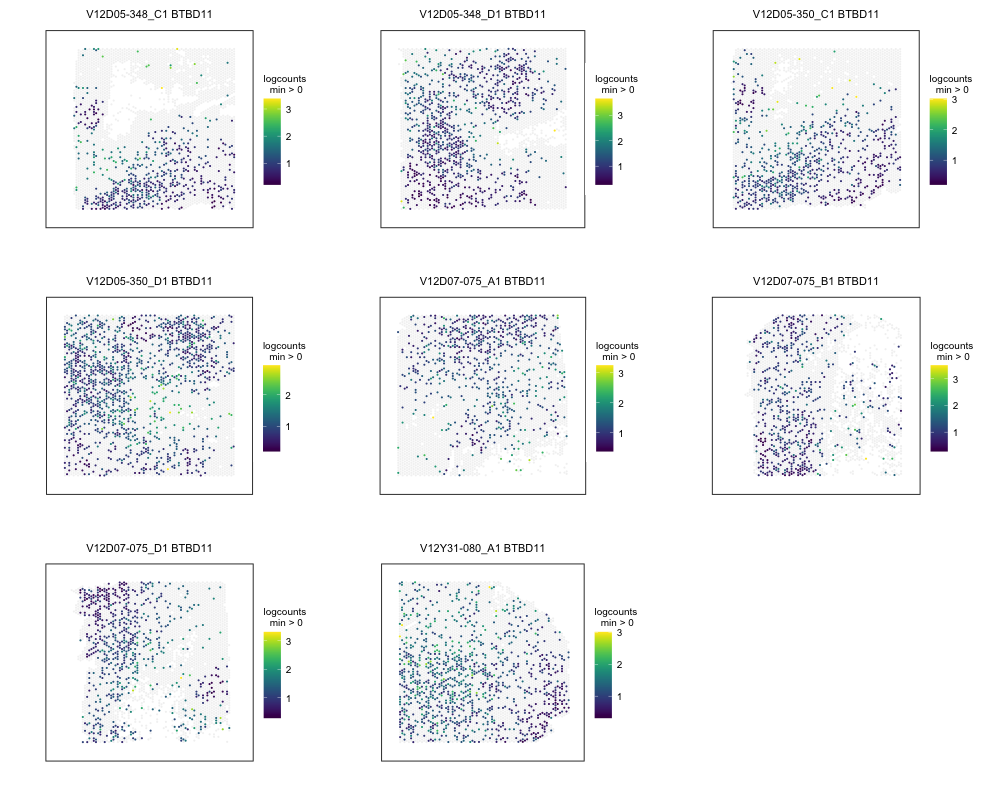 V12D05-348_C1 BTBD11
logcounts
min > 0
3
2
1
V12D05-348_D1 BTBD11
logcounts
min > 0
3
2
1
V12D05-350_C1 BTBD11
logcounts
min > 0
3
2
1
V12D05-350_D1 BTBD11
logcounts
min > 0
2
1
V12D07-075_A1 BTBD11
logcounts
min > 0
3
2
1
V12D07-075_B1 BTBD11
logcounts
min > 0
3
2
1
V12D07-075_D1 BTBD11
logcounts
min > 0
3
2
1
V12Y31-080_A1 BTBD11
logcounts
min > 0
3
2
1